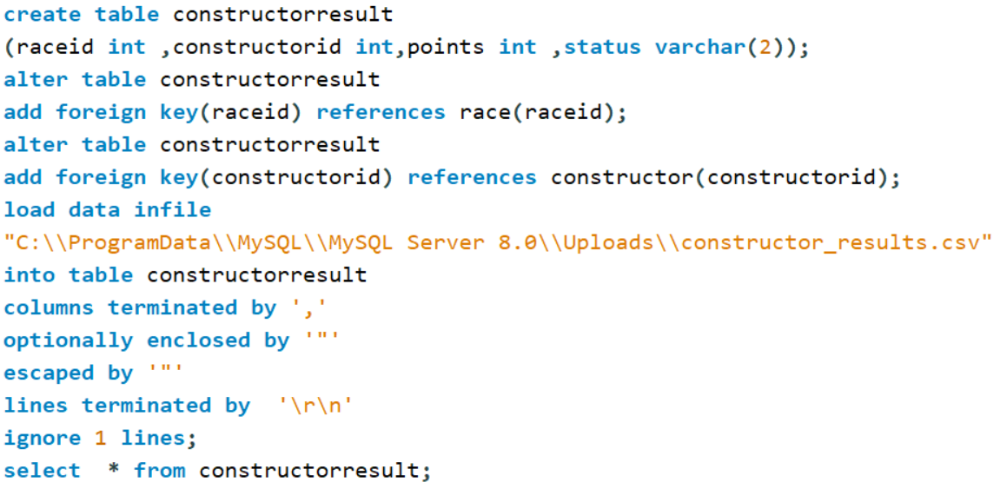 create table constructorresult
(raceid int ,constructorid int,points int ,status varchar(2));
alter table constructorresult
add foreign key(raceid) references race(raceid);
alter table constructorresult
add foreign key(constructorid) references constructor(constructorid);
load data infile
"C:\\ProgramData\\MySQL\\MySQL Server 8.0\\Uploads\\constructor_results.csv"
into table constructorresult
columns terminated by ','
optionally enclosed by '"'
escaped by '"'
lines terminated by  '\r\n'
ignore 1 lines;
select  * from constructorresult;